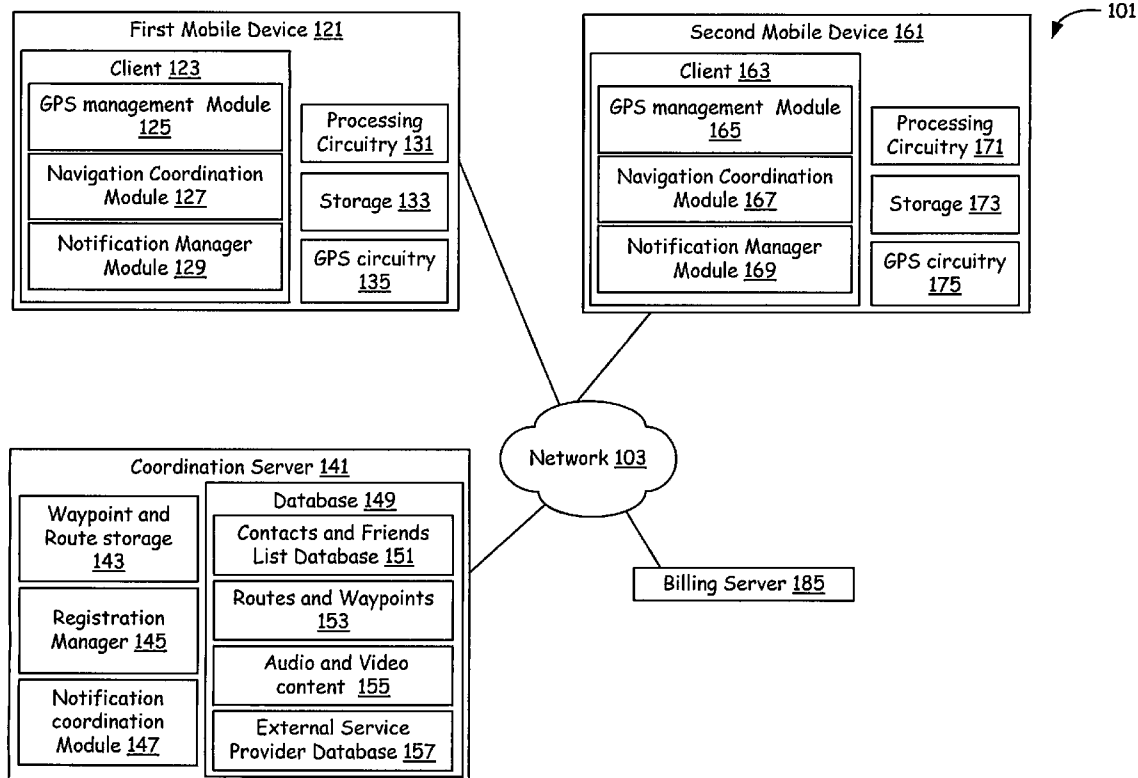 101
First Mobile Device 121
Client 123
GPS management Module
125
Navigation Coordination
Module 127
Notification Manager
Module 129
Processing
Circuitry 131
Storage 133
GPS circuitry
135
Second Mobile Device 161
Client 163
GPS management Module
165
Navigation Coordination
Module 167
Notification Manager
Module 169
Processing
Circuitry 171
Storage 173
GPS circuitry
175
Network 103
Coordination Server 141
Waypoint and
Route storage
143
Registration
Manager 145
Notification
coordination
Module 147
Database 149
Contacts and Friends
List Database 151
Routes and Waypoints
153
Audio and Video
content 155
External Service
Provider Database 157
Billing Server 185